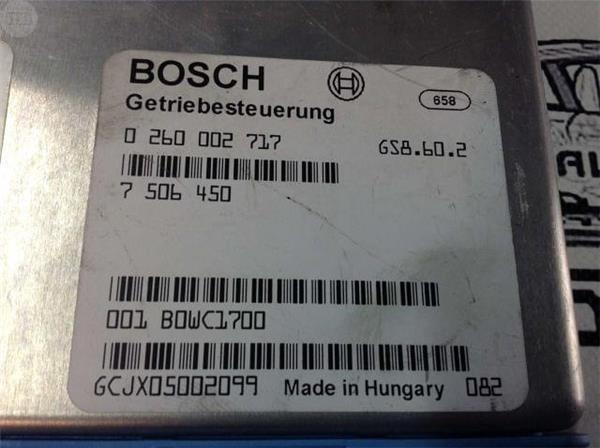 BOSCH
Getriebesteuerung
658
0 260 002 717 GS8.60.2
7 506 450
001 B0WC1700
GCJX05002099 Made in Hungary 082